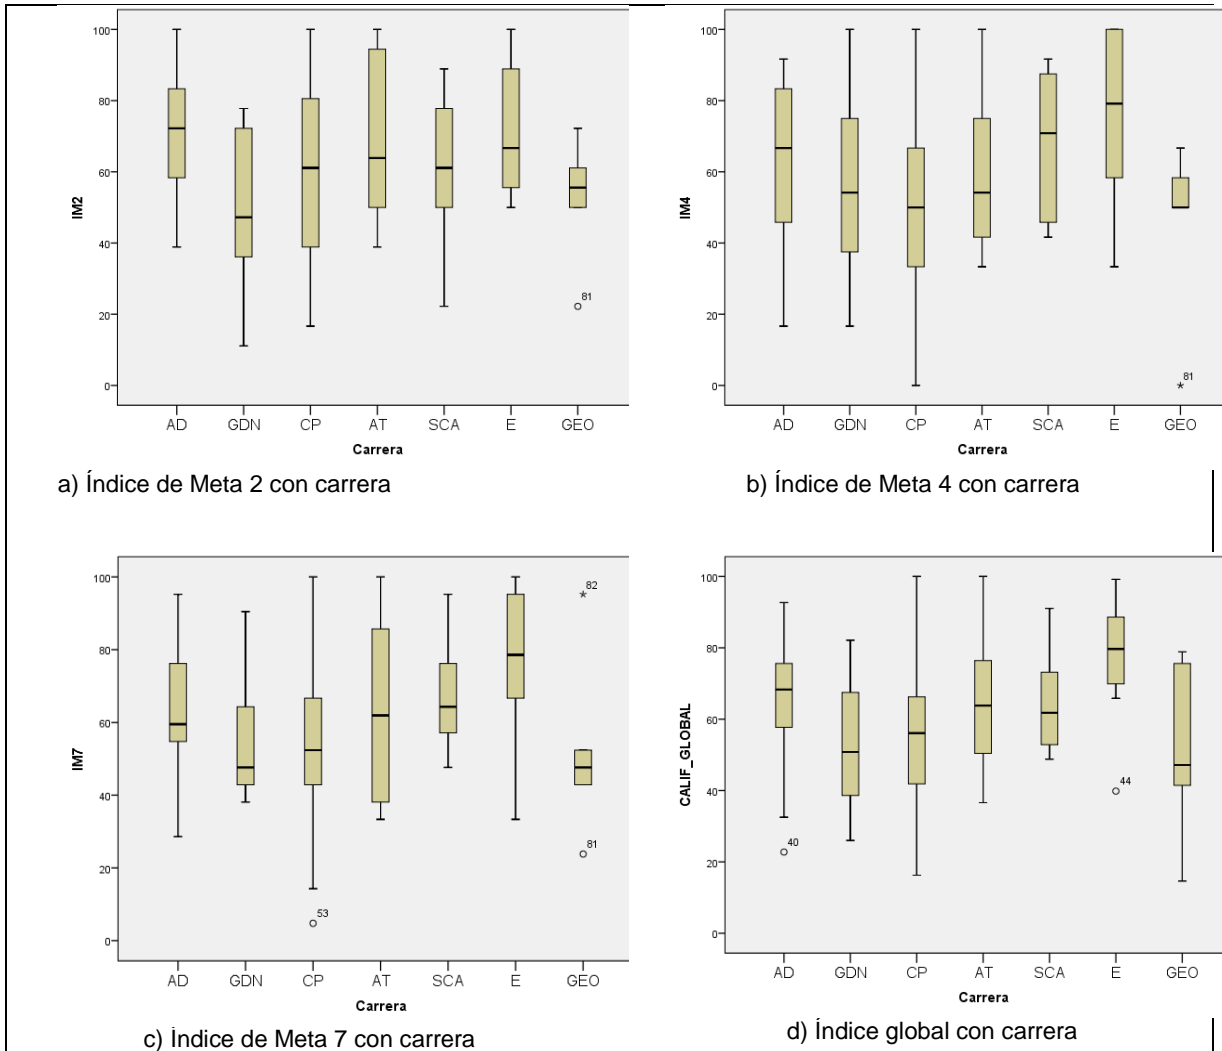 100
80
60
40
20
0
IM2
81
AD GDN CP AT SCA E GEO
Carrera
a) Índice de Meta 2 con carrera
100
80
60
40
20
0
IM4
81
AD GDN CP AT SCA E GEO
Carrera
b) Índice de Meta 4 con carrera
100
80
60
40
20
0
IM7
53
82
81
AD GDN CP AT SCA E GEO
Carrera
c) Índice de Meta 7 con carrera
100
80
60
40
20
0
CALIF_GLOBAL
40
44
AD GDN CP AT SCA E GEO
Carrera
d) Índice global con carrera